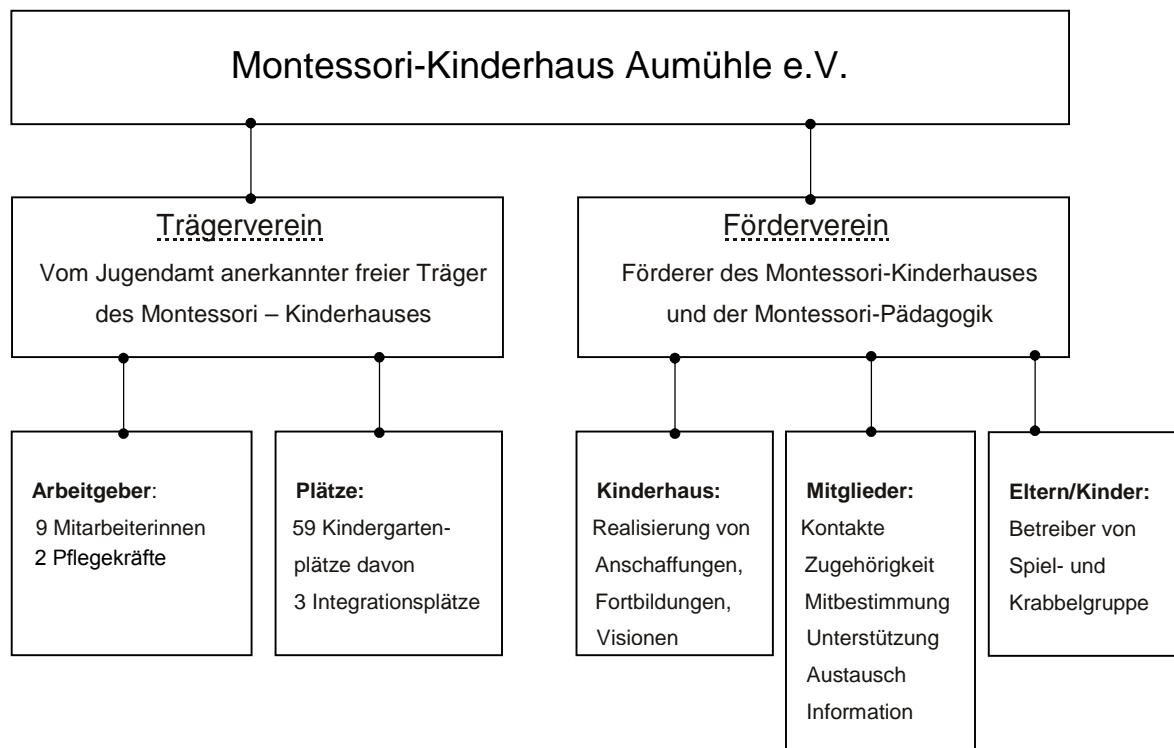 Montessori-Kinderhaus Aumühle e.V.
Trägerverein
Vom Jugendamt anerkannter freier Träger
des Montessori – Kinderhauses
Förderverein
Förderer des Montessori-Kinderhauses
und der Montessori-Pädagogik
Arbeitgeber:
9 Mitarbeiterinnen
2 Pflegekräfte
Plätze:
59 Kindergarten-
plätze davon
3 Integrationsplätze
Kinderhaus:
Realisierung von
Anschaffungen,
Fortbildungen,
Visionen
Mitglieder:
Kontakte
Zugehörigkeit
Mitbestimmung
Unterstützung
Austausch
Information
Eltern/Kinder:
Betreiber von
Spiel- und
Krabbelgruppe